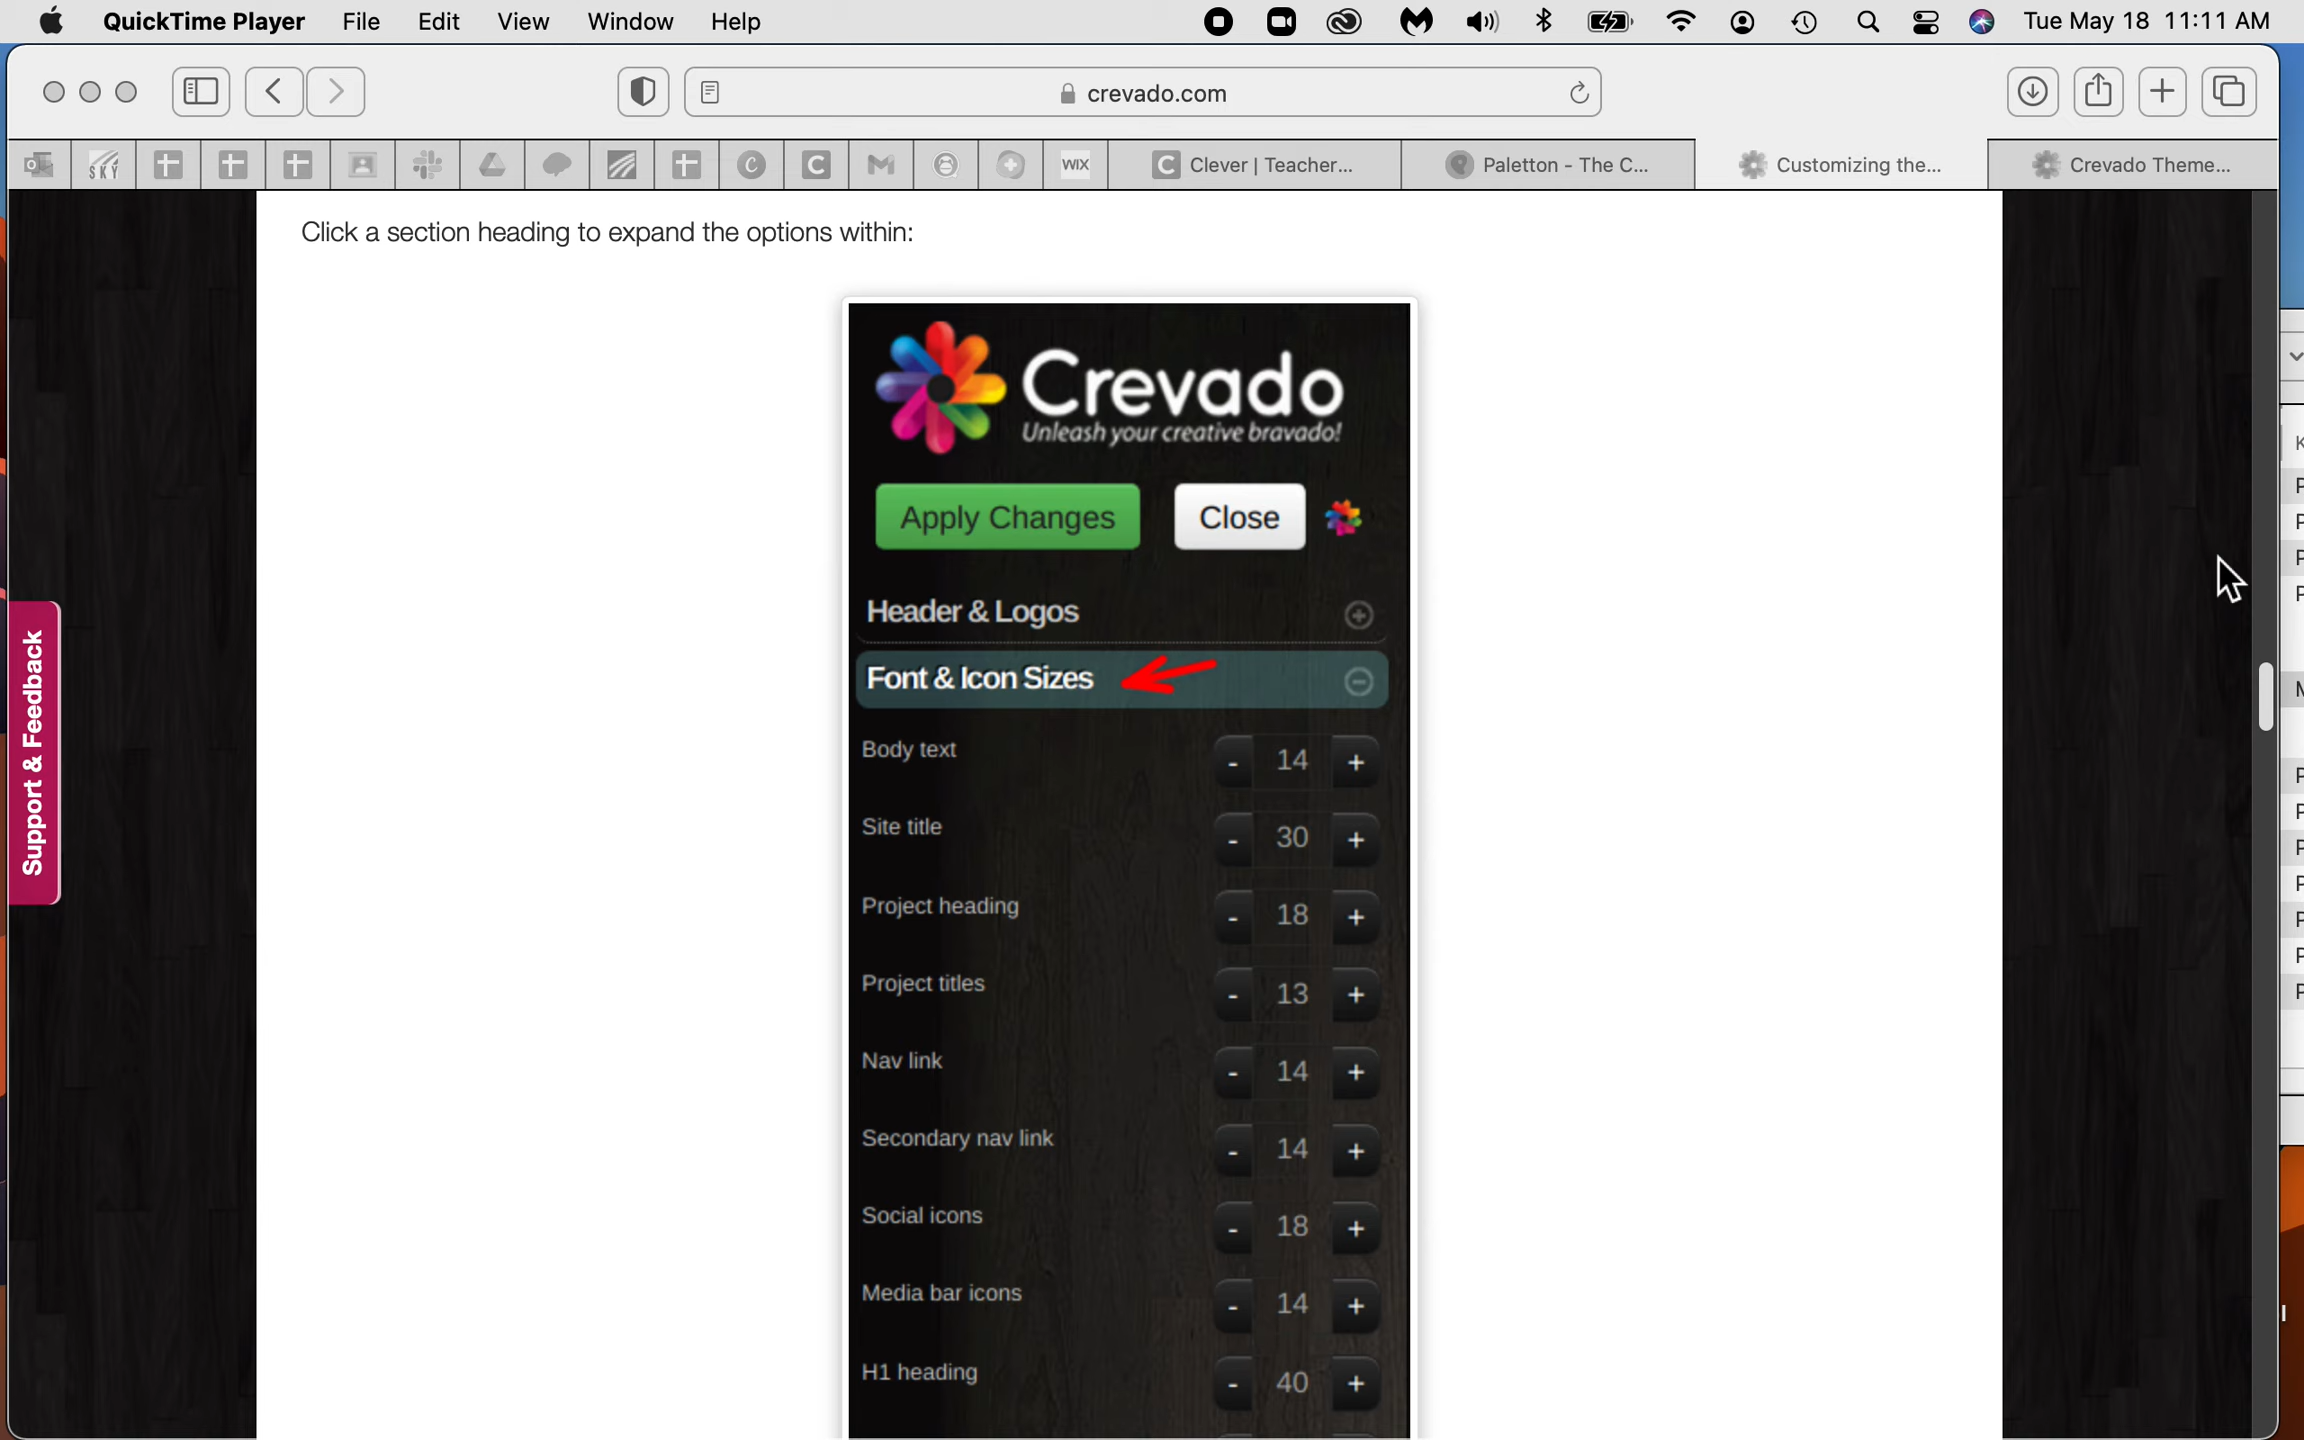 QuickTime Player File Edit View Window Help Tue May 18 11:11 AM
crevado.com
SKY WIX Clever | Teacher... Paletton - The C... Customizing the... Crevado Theme...
Click a section heading to expand the options within:
Crevado
Unleash your creative bravado!
Apply Changes Close
Header & Logos
Font & Icon Sizes
Body text - 14 +
Site title - 30 +
Project heading - 18 +
Project titles - 13 +
Nav link - 14 +
Secondary nav link - 14 +
Social icons - 18 +
Media bar icons - 14 +
H1 heading - 40 +
Support & Feedback